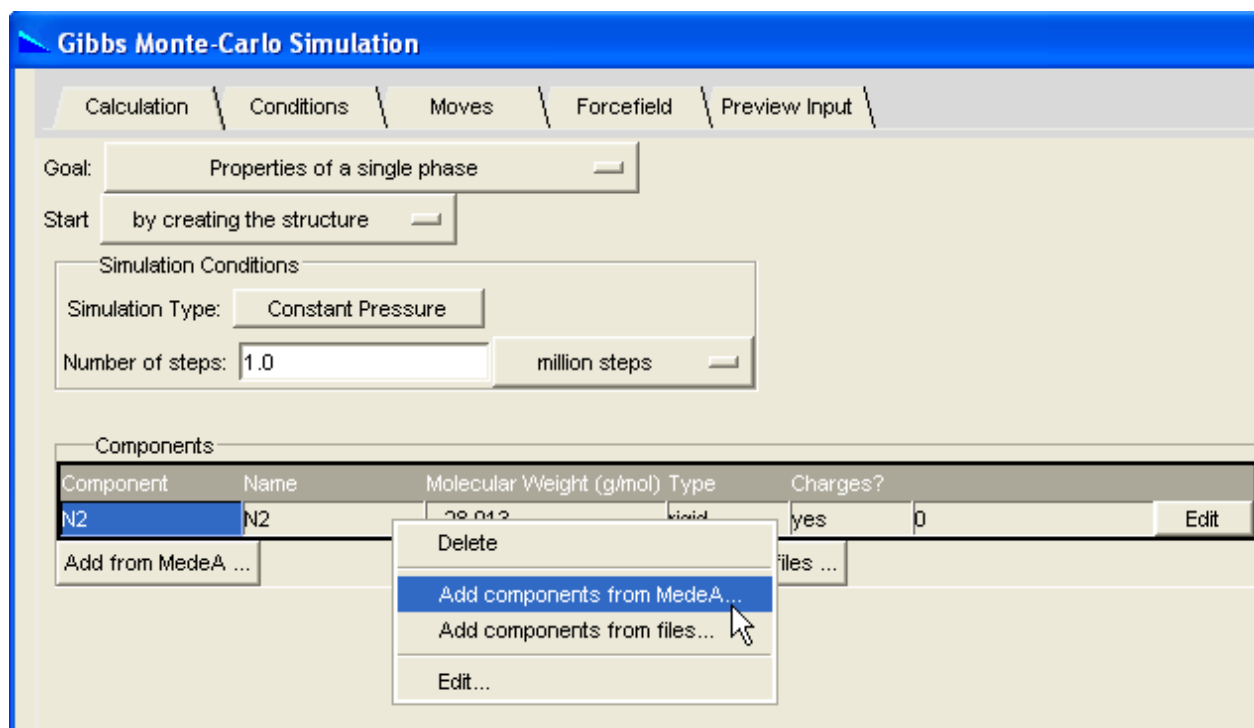 Gibbs Monte-Carlo Simulation
Calculation Conditions Moves Forcefield Preview Input
Goal: Properties of a single phase
Start by creating the structure
Simulation Conditions
Simulation Type: Constant Pressure
Number of steps: 1.0 million steps
Components
Component Name Molecular Weight (g/mol) Type Charges?
N2 N2 28.013 rigid yes 0 Edit
Add from MedeA ... files ...
Delete
Add components from MedeA...
Add components from files...
Edit...